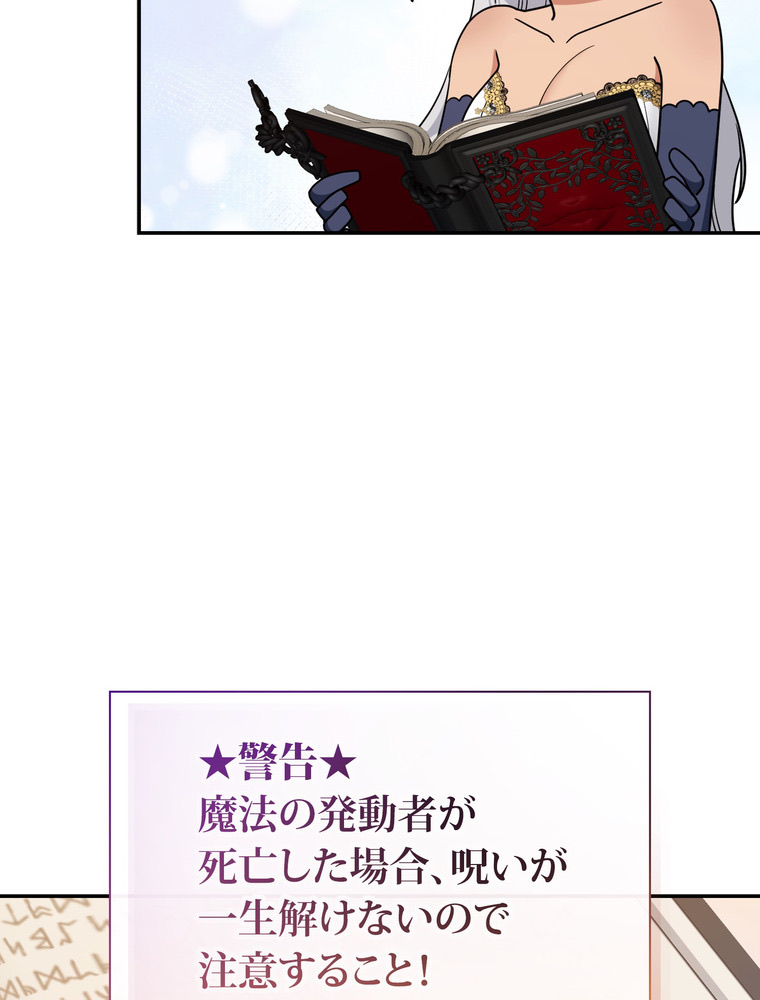 ★警告★
魔法の発動者が
死亡した場合、呪いが
一生解けないので
注意すること！